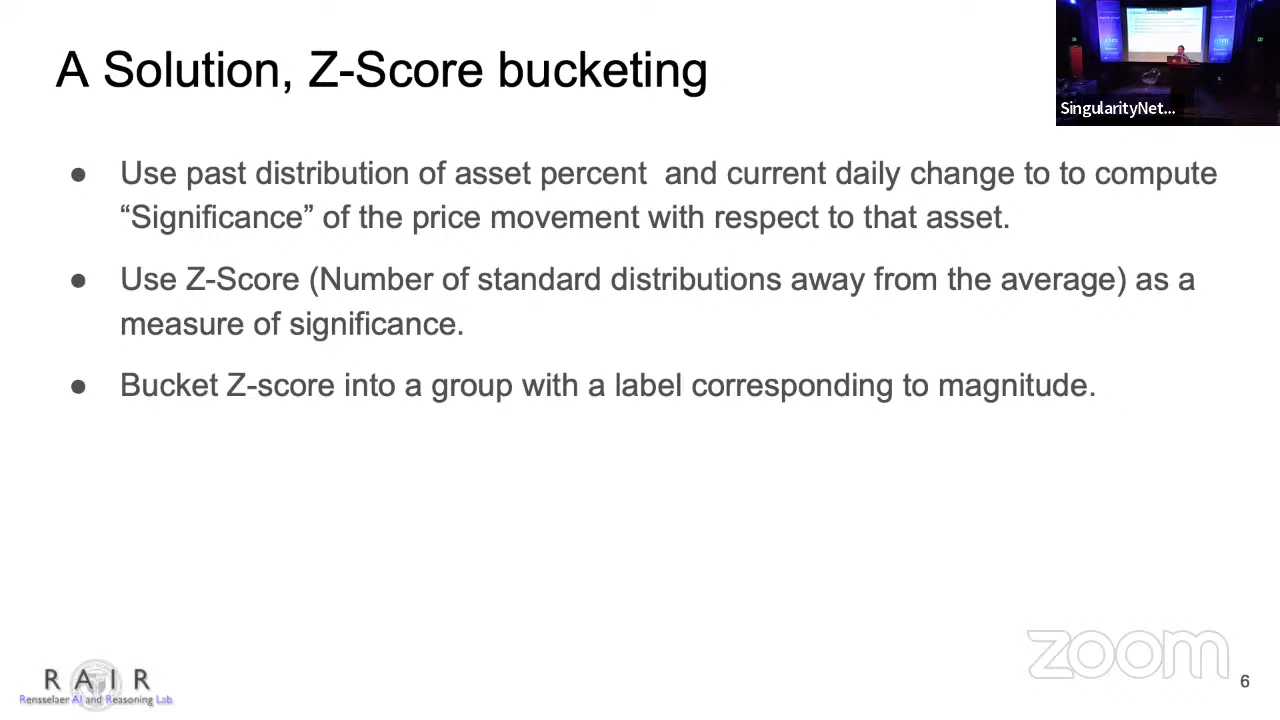 A Solution, Z-Score bucketing
SingularityNet...
● Use past distribution of asset percent and current daily change to to compute
“Significance” of the price movement with respect to that asset.
● Use Z-Score (Number of standard distributions away from the average) as a
measure of significance.
● Bucket Z-score into a group with a label corresponding to magnitude.
zoom
R A I R
Rensselaer AI and Reasoning Lab
6